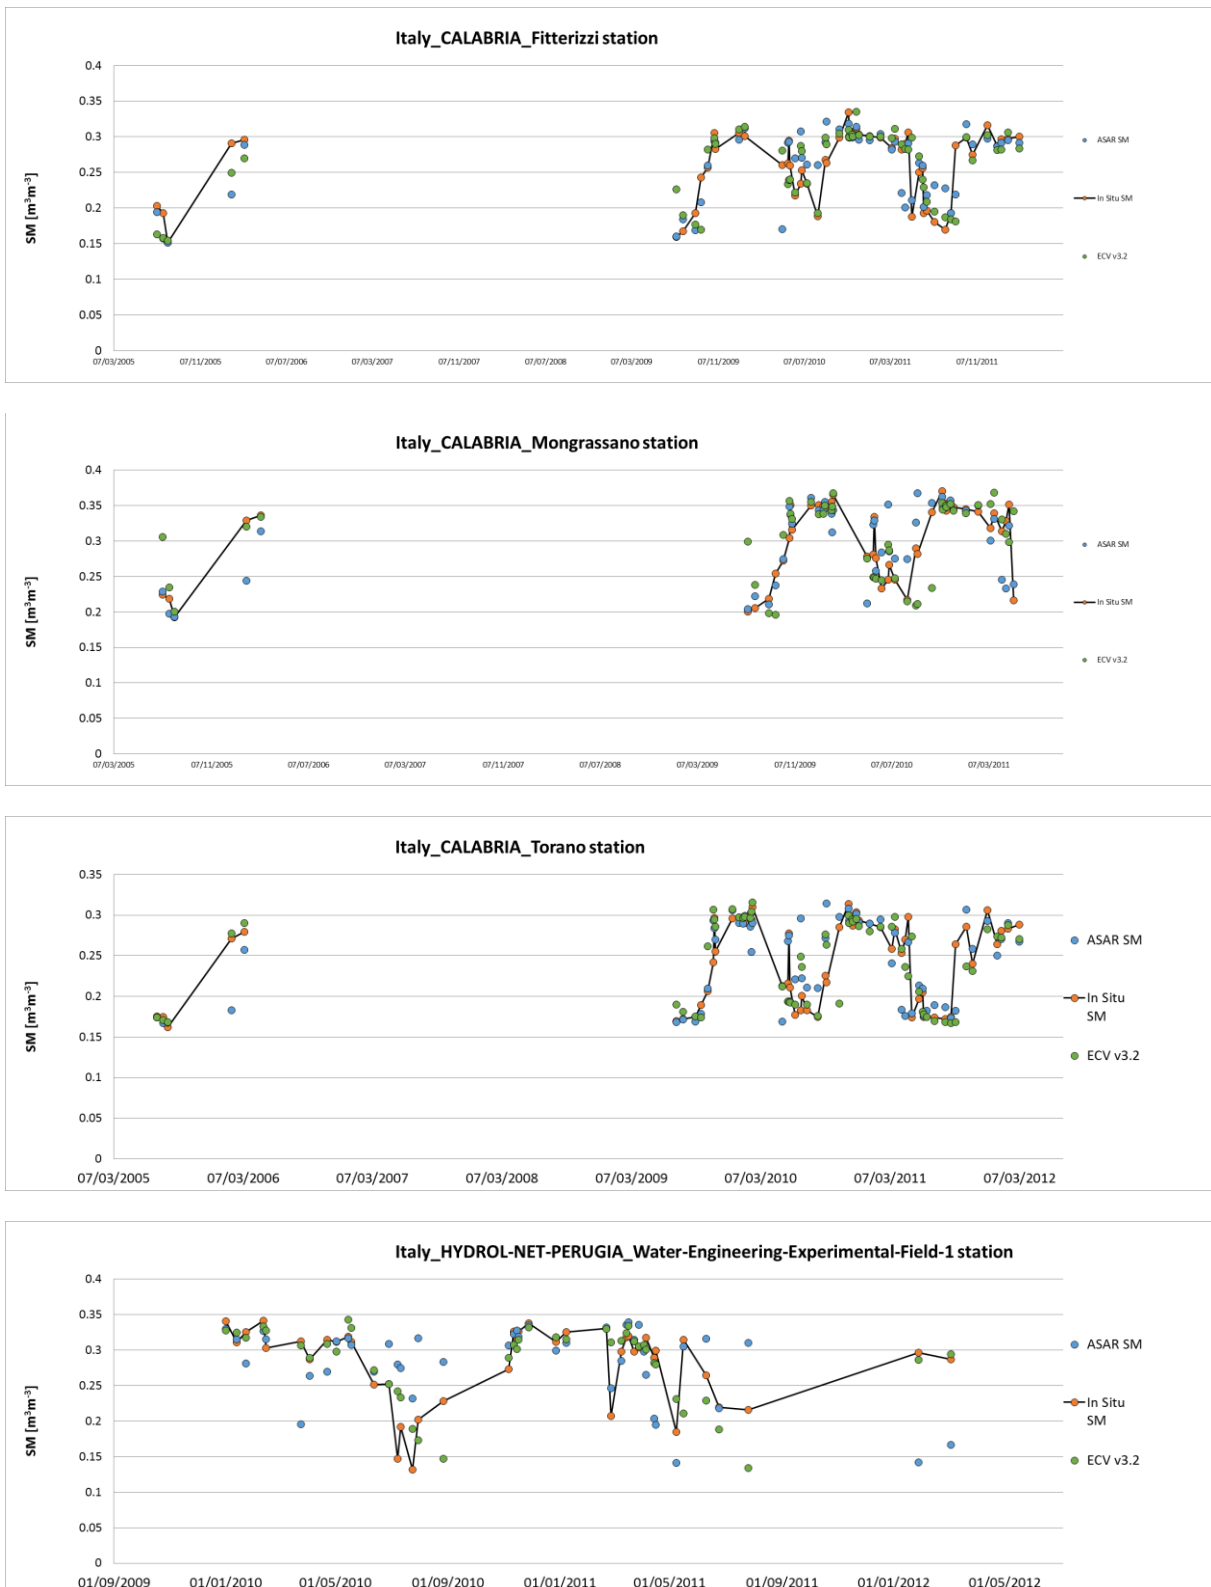 Italy_CALABRIA_Fitterizzi station
0.4
0.35
0.3
0.25
0.2
0.15
0.1
0.05
0
SM [m³m⁻³]
07/03/2005 07/11/2005 07/07/2006 07/03/2007 07/11/2007 07/07/2008 07/03/2009 07/11/2009 07/07/2010 07/03/2011 07/11/2011
ASAR SM
In Situ SM
ECV v3.2
Italy_CALABRIA_Mongrassano station
0.4
0.35
0.3
0.25
0.2
0.15
0.1
0.05
0
SM [m³m⁻³]
07/03/2005 07/11/2005 07/07/2006 07/03/2007 07/11/2007 07/07/2008 07/03/2009 07/11/2009 07/07/2010 07/03/2011
ASAR SM
In Situ SM
ECV v3.2
Italy_CALABRIA_Torano station
0.35
0.3
0.25
0.2
0.15
0.1
0.05
0
SM [m³m⁻³]
07/03/2005 07/03/2006 07/03/2007 07/03/2008 07/03/2009 07/03/2010 07/03/2011 07/03/2012
ASAR SM
In Situ
SM
ECV v3.2
Italy_HYDROL-NET-PERUGIA_Water-Engineering-Experimental-Field-1 station
0.4
0.35
0.3
0.25
0.2
0.15
0.1
0.05
0
SM [m³m⁻³]
01/09/2009 01/01/2010 01/05/2010 01/09/2010 01/01/2011 01/05/2011 01/09/2011 01/01/2012 01/05/2012
ASAR SM
In Situ
SM
ECV v3.2